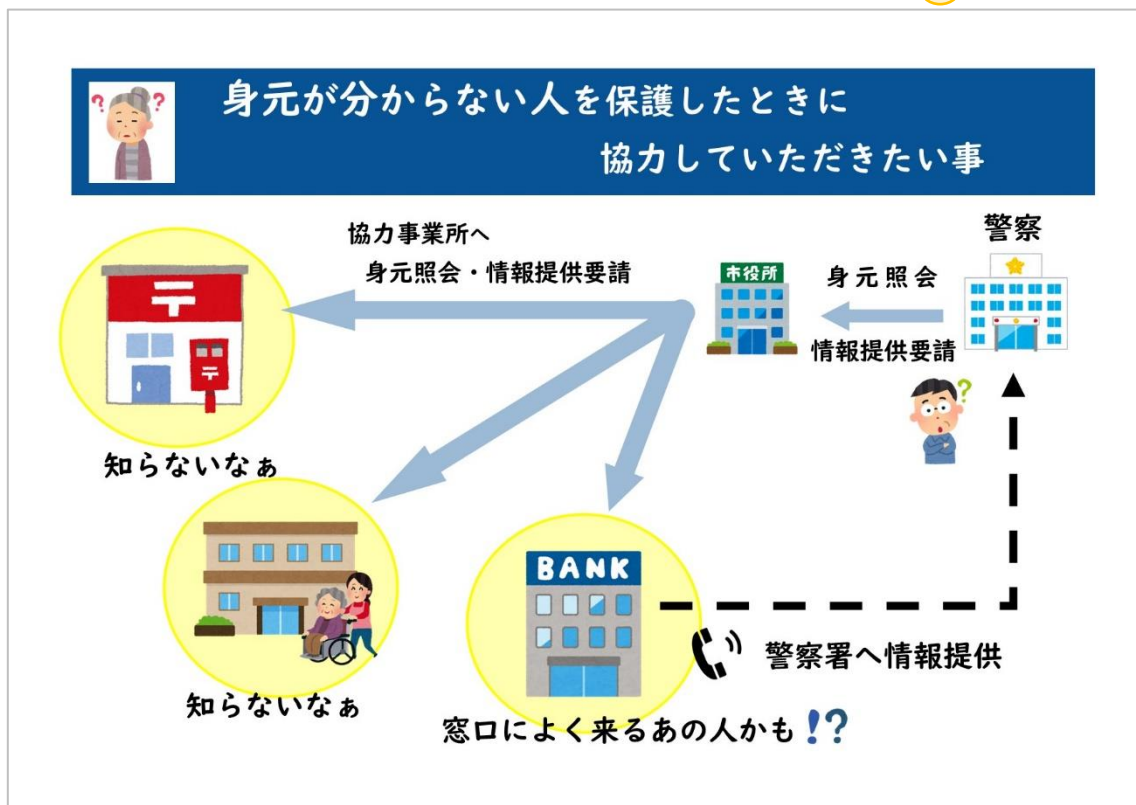 身元が分からない人を保護したときに
協力していただきたい事
協力事業所へ
身元照会・情報提供要請
警察
市役所
身元照会
情報提供要請
知らないなぁ
知らないなぁ
BANK
警察署へ情報提供
窓口によく来るあの人かも!?